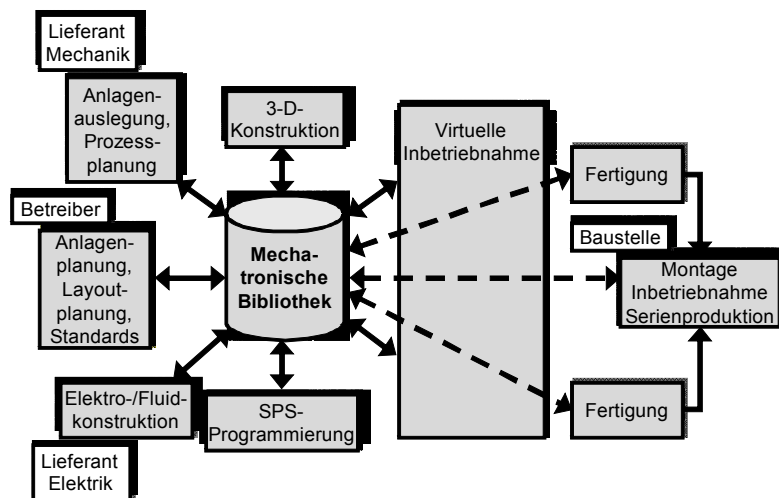 Lieferant
Mechanik
Anlagen-
auslegung,
Prozess-
planung
3-D-
Konstruktion
Virtuelle
Inbetriebnahme
Fertigung
Betreiber
Anlagen-
planung,
Layout-
planung,
Standards
Mecha-
tronische
Bibliothek
Baustelle
Montage
Inbetriebnahme
Serienproduktion
Elektro-/Fluid-
konstruktion
SPS-
Programmierung
Fertigung
Lieferant
Elektrik